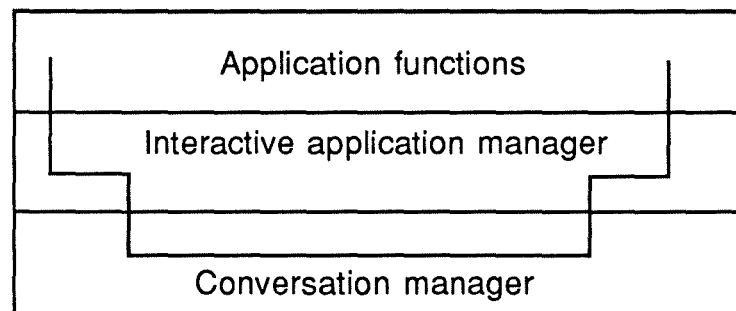 Application functions
Interactive application manager
Conversation manager